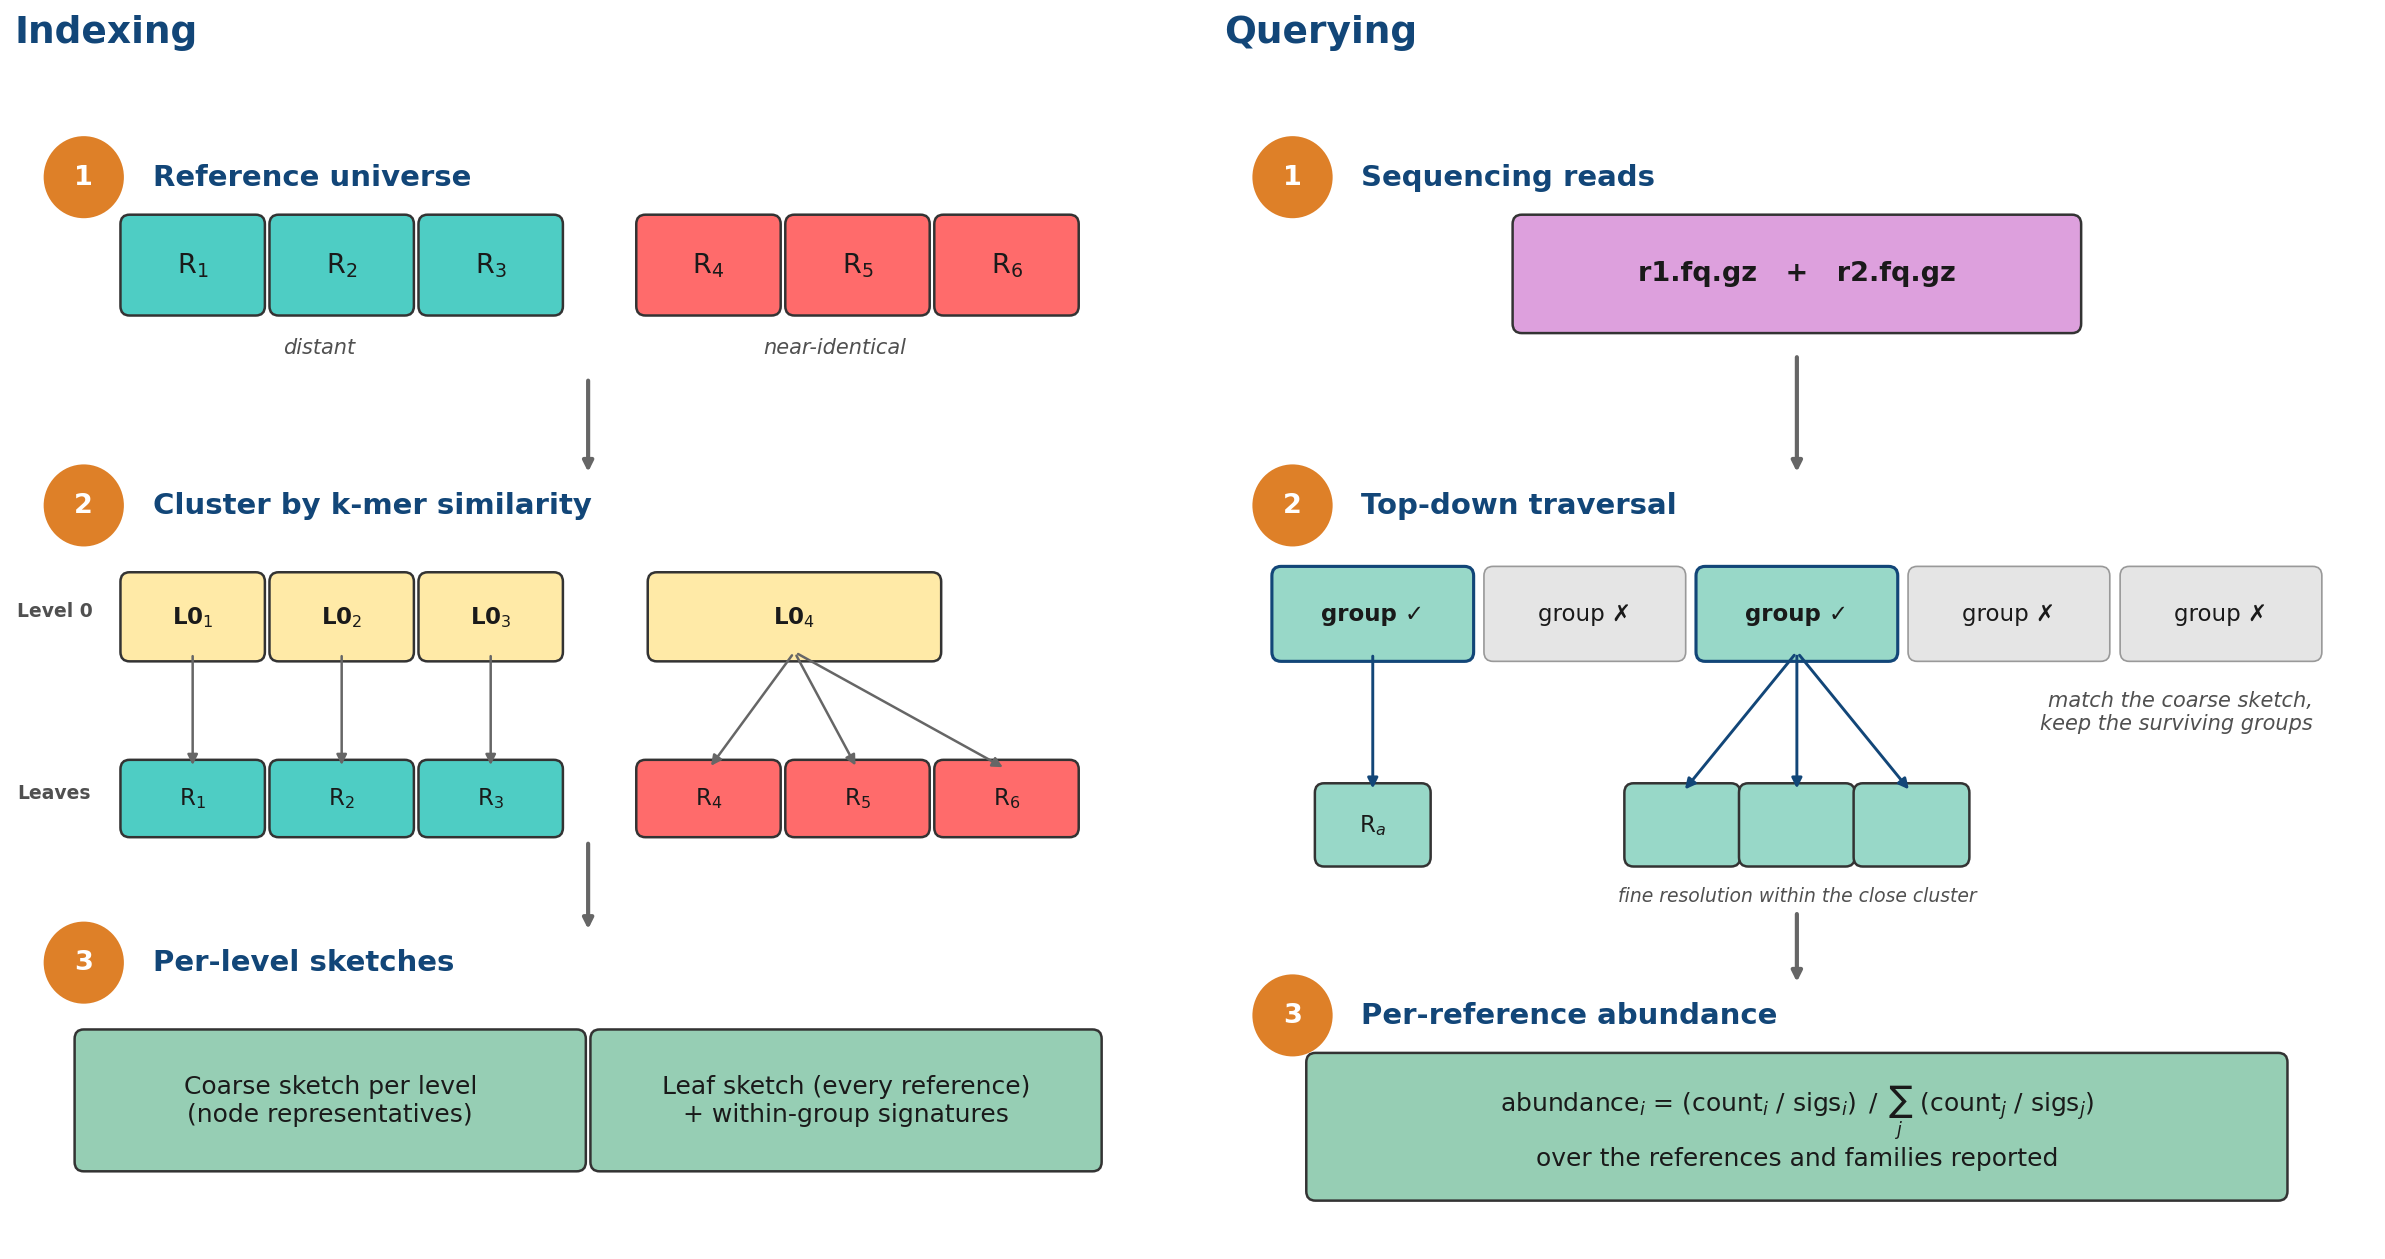 Indexing
1
Reference universe
R₁ R₂ R₃ R₄ R₅ R₆
distant
near-identical
2
Cluster by k-mer similarity
Level 0
L0₁ L0₂ L0₃ L0₄
Leaves
R₁ R₂ R₃ R₄ R₅ R₆
3
Per-level sketches
Coarse sketch per level
(node representatives)
Leaf sketch (every reference)
+ within-group signatures
Querying
1
Sequencing reads
r1.fq.gz + r2.fq.gz
2
Top-down traversal
group ✓ group ✗ group ✓ group ✗ group ✗
match the coarse sketch,
keep the surviving groups
Rₐ
fine resolution within the close cluster
3
Per-reference abundance
abundanceᵢ = (countᵢ / sigsᵢ) / ∑ⱼ (countⱼ / sigsⱼ)
over the references and families reported